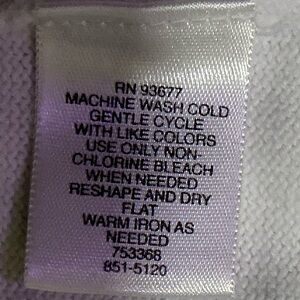 RN 93677
MACHINE WASH COLD
GENTLE CYCLE
WITH LIKE COLORS
USE ONLY NON-
CHLORINE BLEACH
WHEN NEEDED
RESHAPE AND DRY
FLAT
WARM IRON AS
NEEDED
753368
851-5120